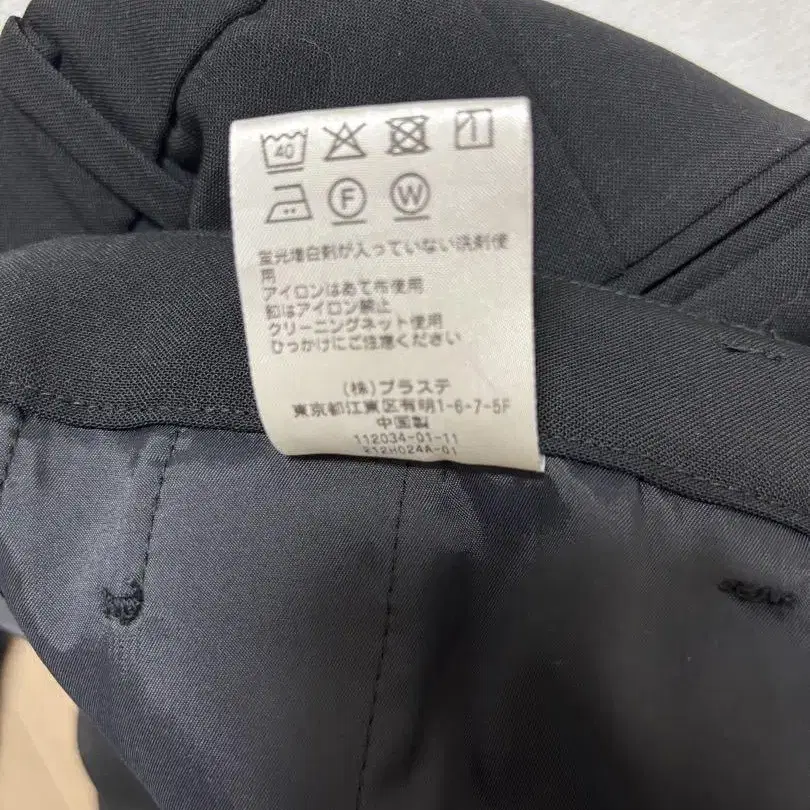 40
F W
蛍光増白剤が入っていない洗剤使
用
アイロンはあて布使用
釦はアイロン禁止
クリーニングネット使用
ひっかけにご注意ください
(株)プラステ
東京都江東区有明1-6-7-5F
中国製
112034-01-11
212H024A-01